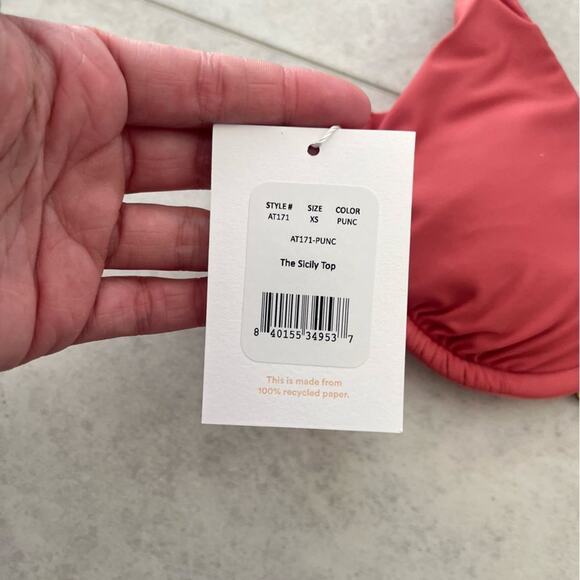 STYLE # SIZE COLOR
AT171 XS PUNC
AT171-PUNC
The Sicily Top
8 40155 34953 7
This is made from
100% recycled paper.